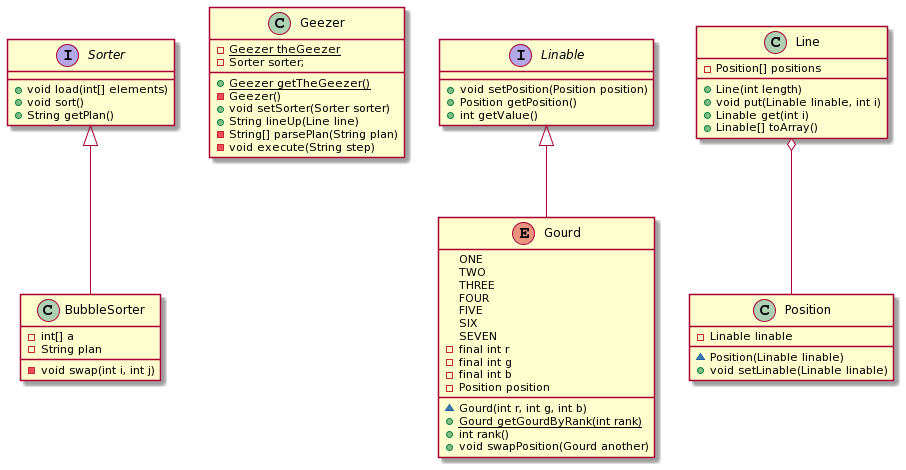 I Sorter
void load(int[] elements)
void sort()
String getPlan()
C Geezer
Geezer theGeezer
Sorter sorter;
Geezer getTheGeezer()
Geezer()
void setSorter(Sorter sorter)
String lineUp(Line line)
String[] parsePlan(String plan)
void execute(String step)
I Linable
void setPosition(Position position)
Position getPosition()
int getValue()
C Line
Position[] positions
Line(int length)
void put(Linable linable, int i)
Linable get(int i)
Linable[] toArray()
C BubbleSorter
int[] a
String plan
void swap(int i, int j)
E Gourd
ONE
TWO
THREE
FOUR
FIVE
SIX
SEVEN
final int r
final int g
final int b
Position position
Gourd(int r, int g, int b)
Gourd getGourdByRank(int rank)
int rank()
void swapPosition(Gourd another)
C Position
Linable linable
Position(Linable linable)
void setLinable(Linable linable)